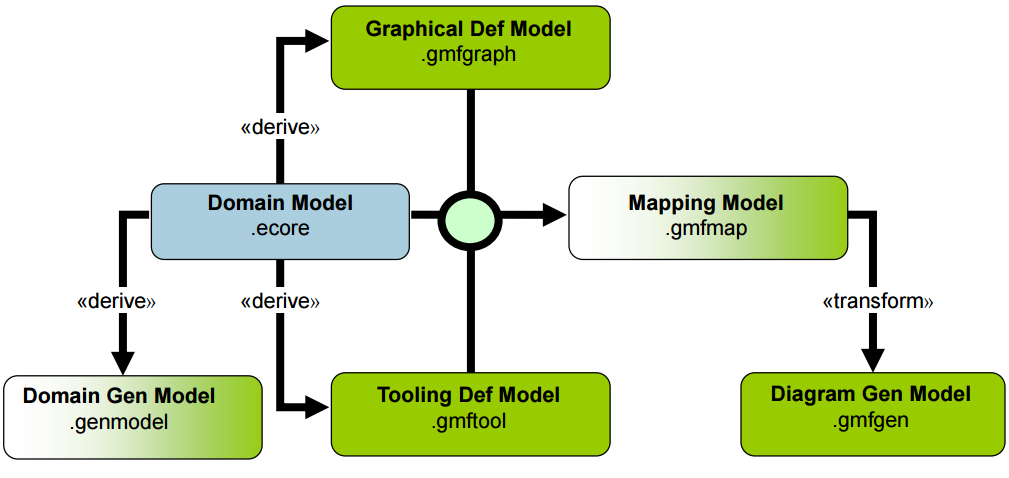 Graphical Def Model
.gmfgraph
«derive»
Domain Model
.ecore
Mapping Model
.gmfmap
«derive»
«derive»
«transform»
Domain Gen Model
.genmodel
Tooling Def Model
.gmftool
Diagram Gen Model
.gmfgen